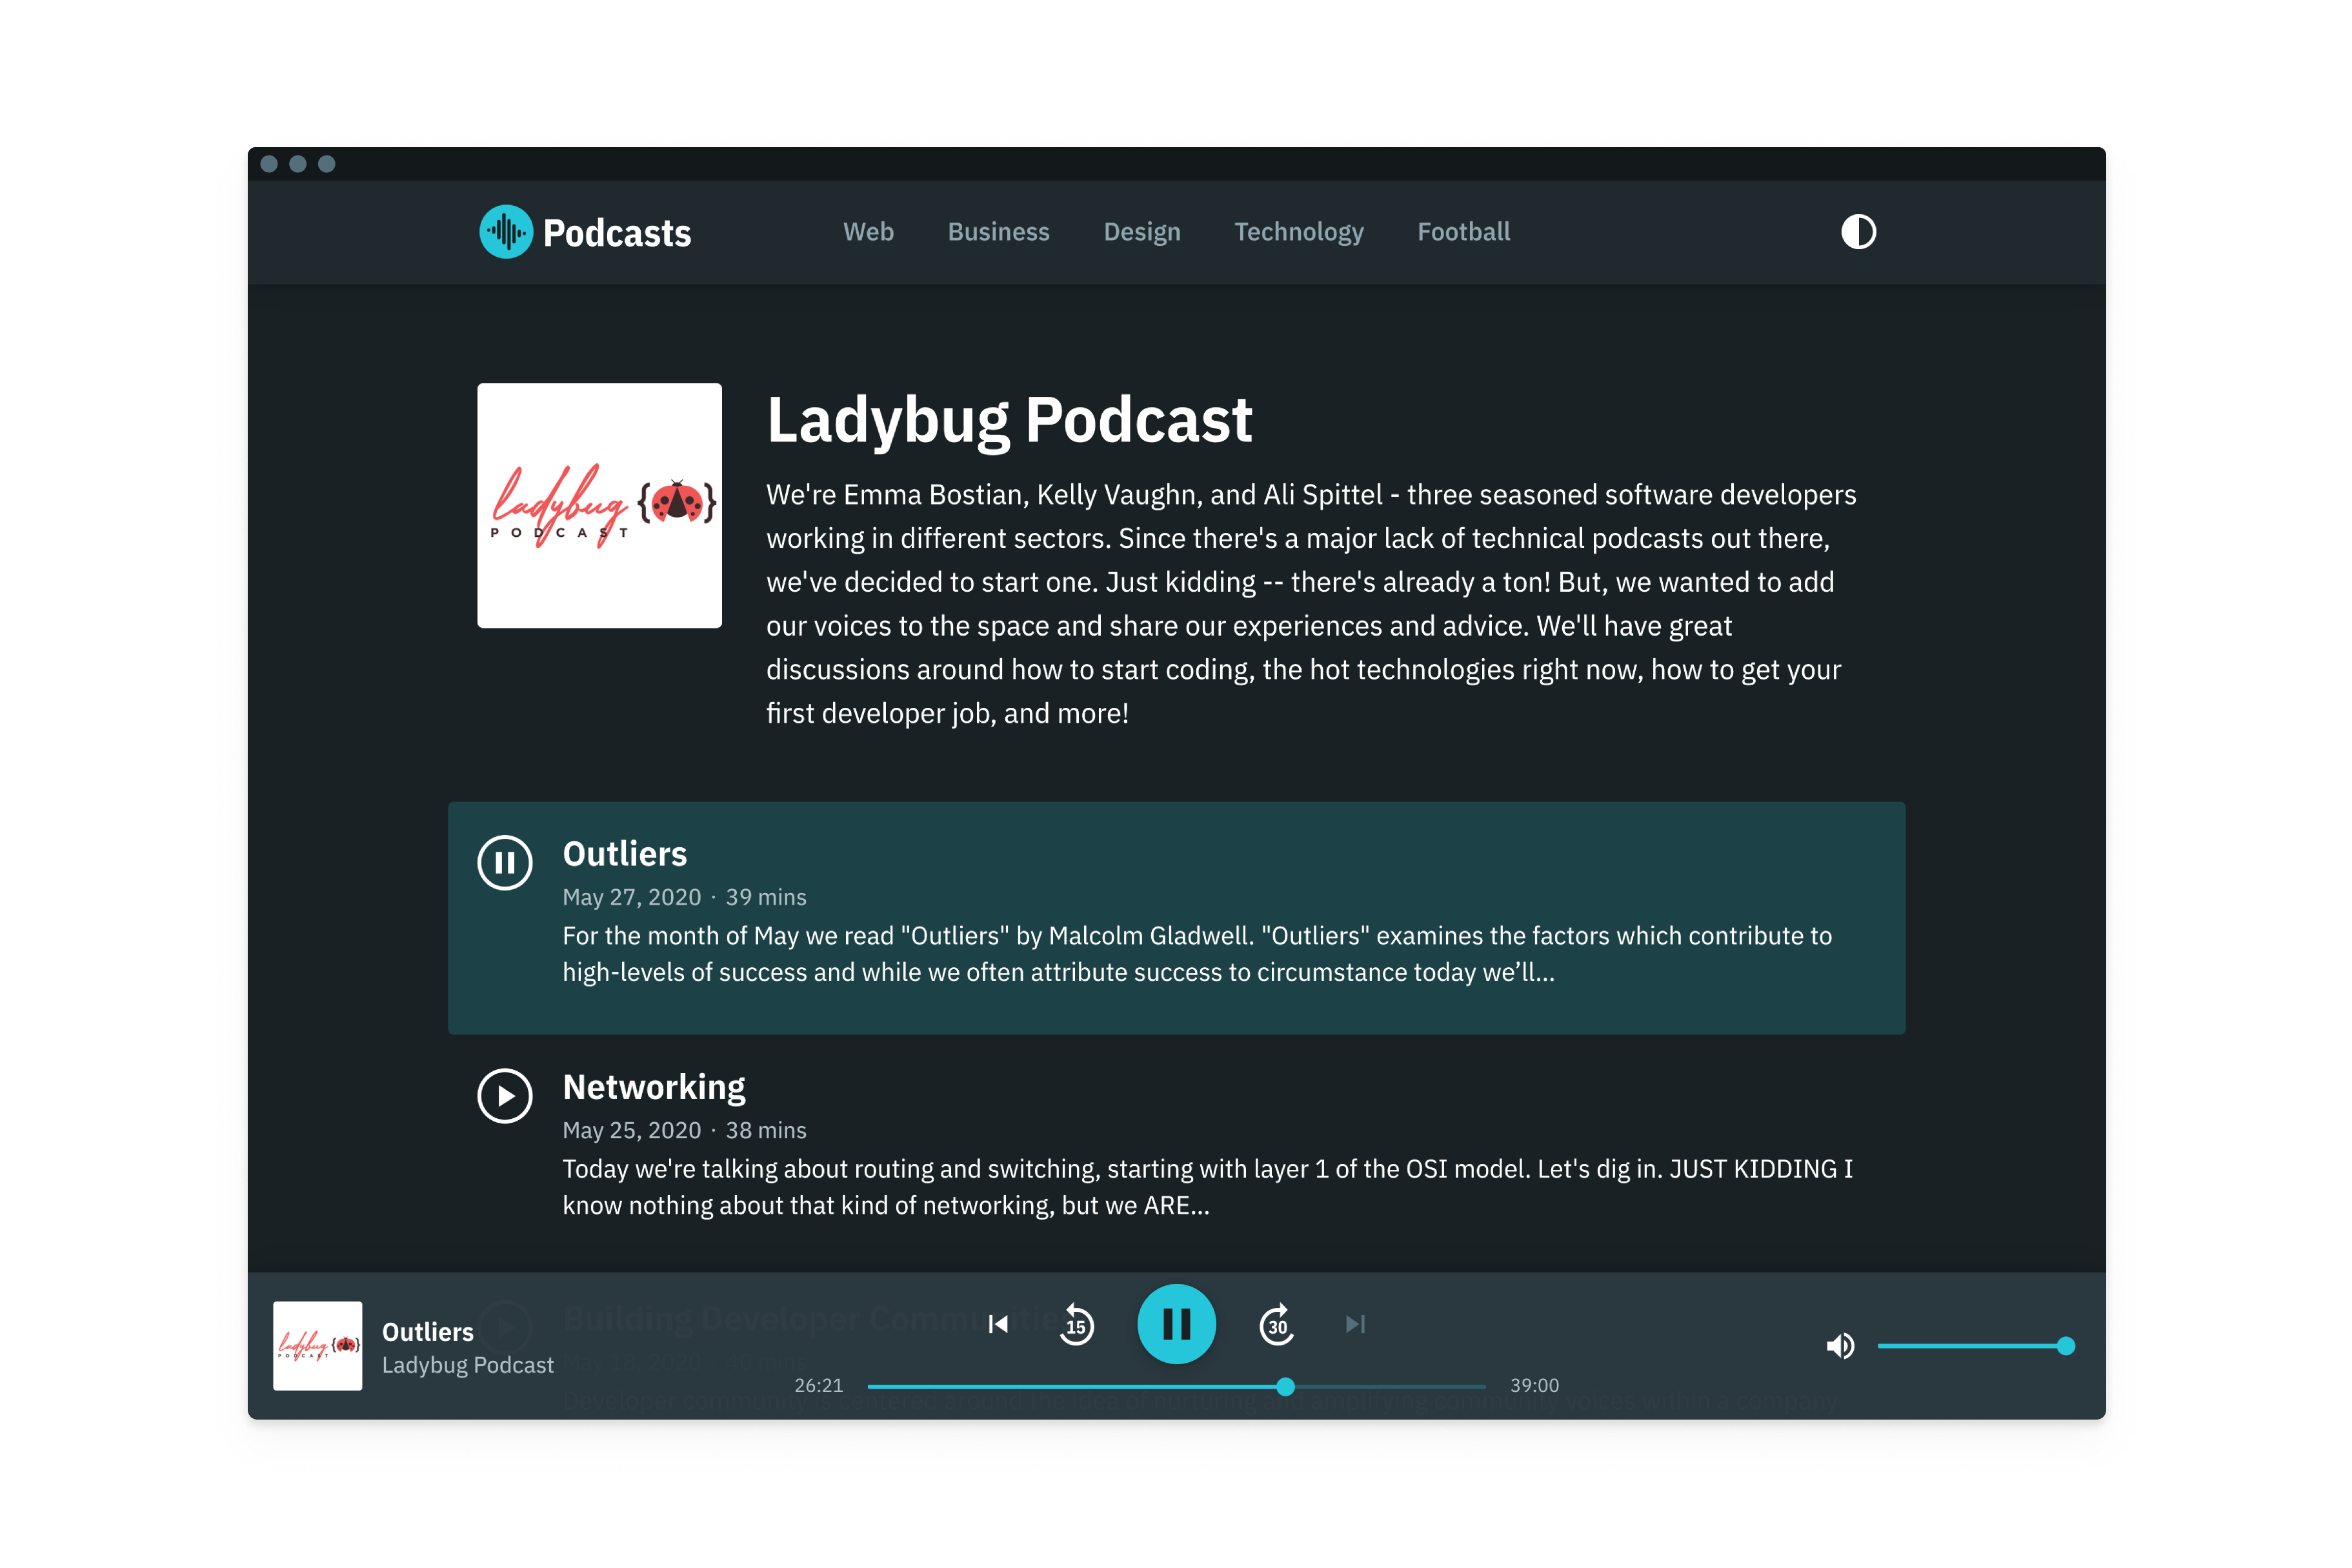 Podcasts
Web
Business
Design
Technology
Football
ladybug
PODCAST
Ladybug Podcast
We're Emma Bostian, Kelly Vaughn, and Ali Spittel - three seasoned software developers
working in different sectors. Since there's a major lack of technical podcasts out there,
we've decided to start one. Just kidding -- there's already a ton! But, we wanted to add
our voices to the space and share our experiences and advice. We'll have great
discussions around how to start coding, the hot technologies right now, how to get your
first developer job, and more!
Outliers
May 27, 2020 · 39 mins
For the month of May we read "Outliers" by Malcolm Gladwell. "Outliers" examines the factors which contribute to
high-levels of success and while we often attribute success to circumstance today we’ll...
Networking
May 25, 2020 · 38 mins
Today we're talking about routing and switching, starting with layer 1 of the OSI model. Let's dig in. JUST KIDDING I
know nothing about that kind of networking, but we ARE...
Building Developer Communities
Developer community is centered around the idea of nurturing and amplifying community voices within a company
ladybug
PODCAST
Outliers
Ladybug Podcast
15
30
26:21
39:00